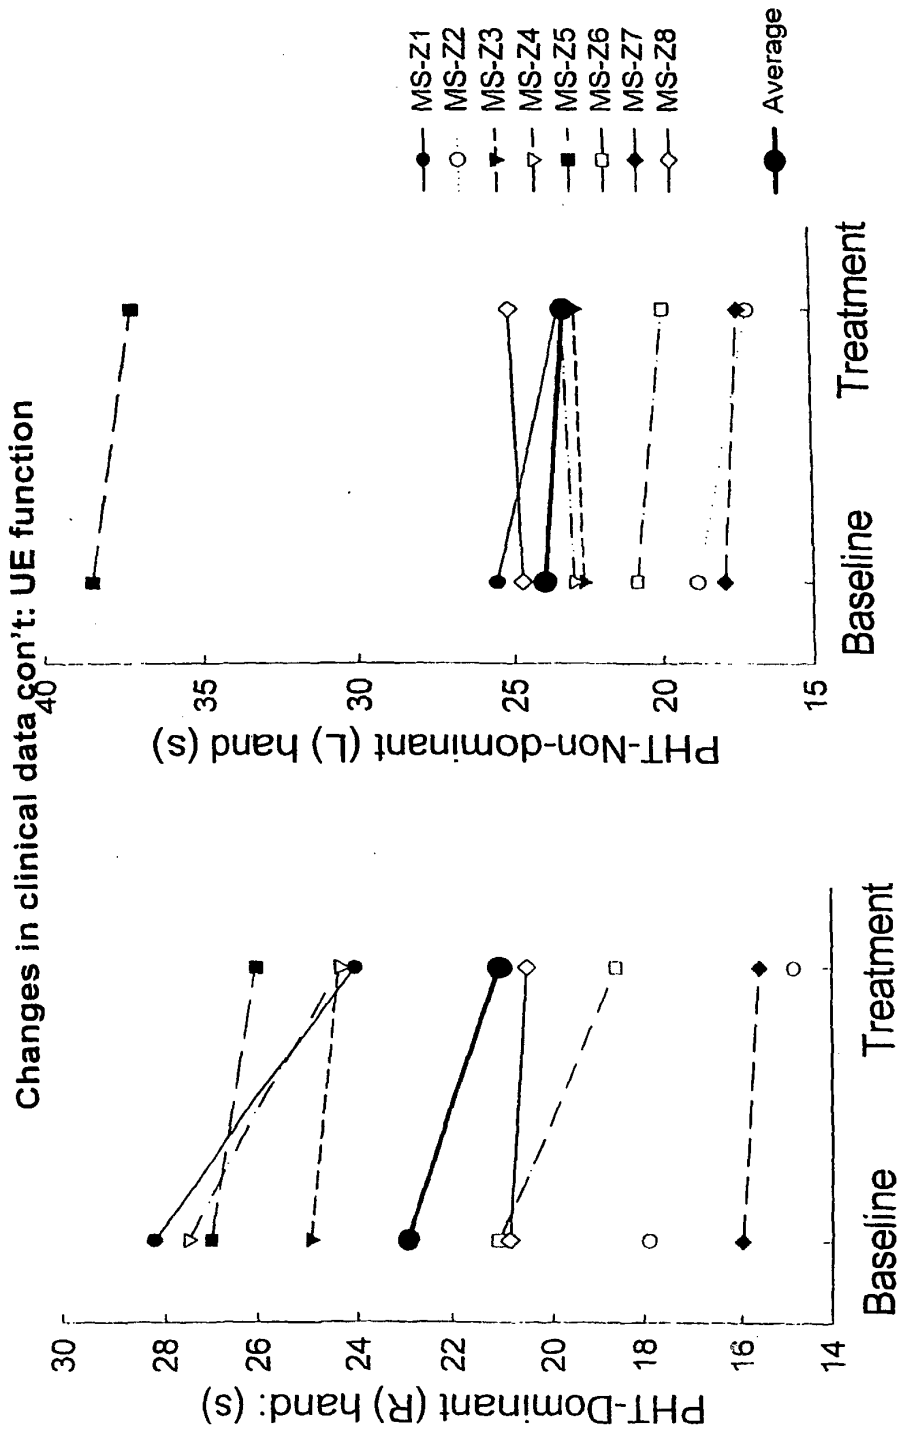 Changes in clinical data con't: UE function
PHT-Dominant (R) hand: (s)
30
28
26
24
22
20
18
16
14
Baseline
Treatment
PHT-Non-dominant (L) hand (s)
40
35
30
25
20
15
Baseline
Treatment
MS-Z1
MS-Z2
MS-Z3
MS-Z4
MS-Z5
MS-Z6
MS-Z7
MS-Z8
Average